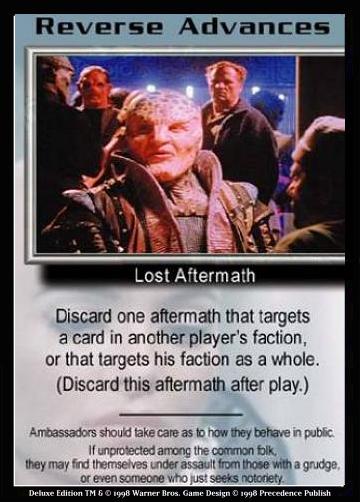 Reverse Advances
Lost Aftermath
Discard one aftermath that targets
a card in another player's faction,
or that targets his faction as a whole.
(Discard this aftermath after play.)
Ambassadors should take care as to how they behave in public.
If unprotected among the common folk,
they may find themselves under assault from those with a grudge,
or even someone who just seeks notoriety.
Deluxe Edition TM & © 1998 Warner Bros. Game Design © 1998 Precedence Publish